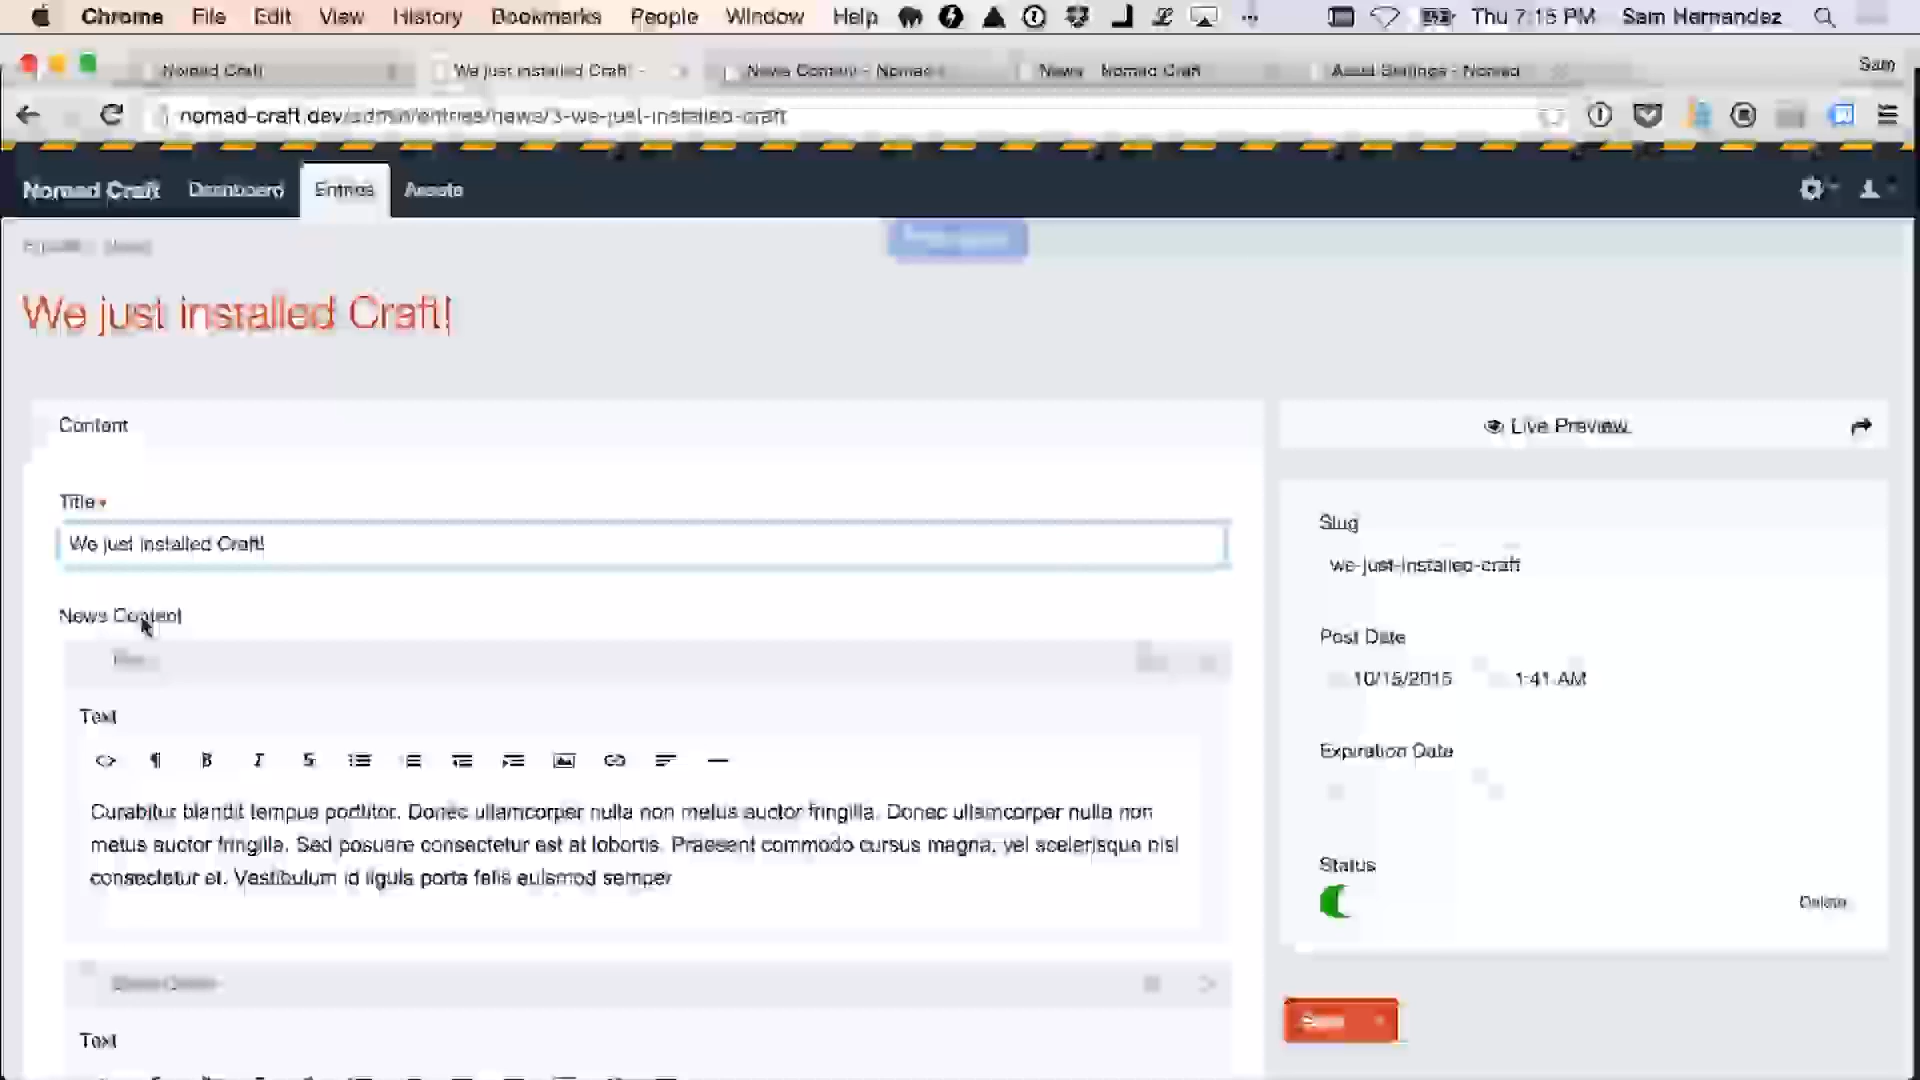 Chrome File Edit View History Bookmarks People Window Help Thu 7:15 PM Sam Hernandez
Nomad Craft We just installed Craft! - News Content - Nomad News - Nomad Craft Asset Settings - Nomad Sam
nomad-craft.dev/admin/entries/news/3-we-just-installed-craft
Nomad Craft Dashboard Entries Assets
We just installed Craft!
Content
Live Preview
Title
We just installed Craft!
Slug
we-just-installed-craft
News Content
Post Date
10/15/2015 1:41 AM
Text
Expiration Date
Curabitur blandit tempus porttitor. Donec ullamcorper nulla non metus auctor fringilla. Donec ullamcorper nulla non
metus auctor fringilla. Sed posuere consectetur est at lobortis. Praesent commodo cursus magna, vel scelerisque nisl
consectetur et. Vestibulum id ligula porta felis euismod semper
Status
Delete
Save
Text